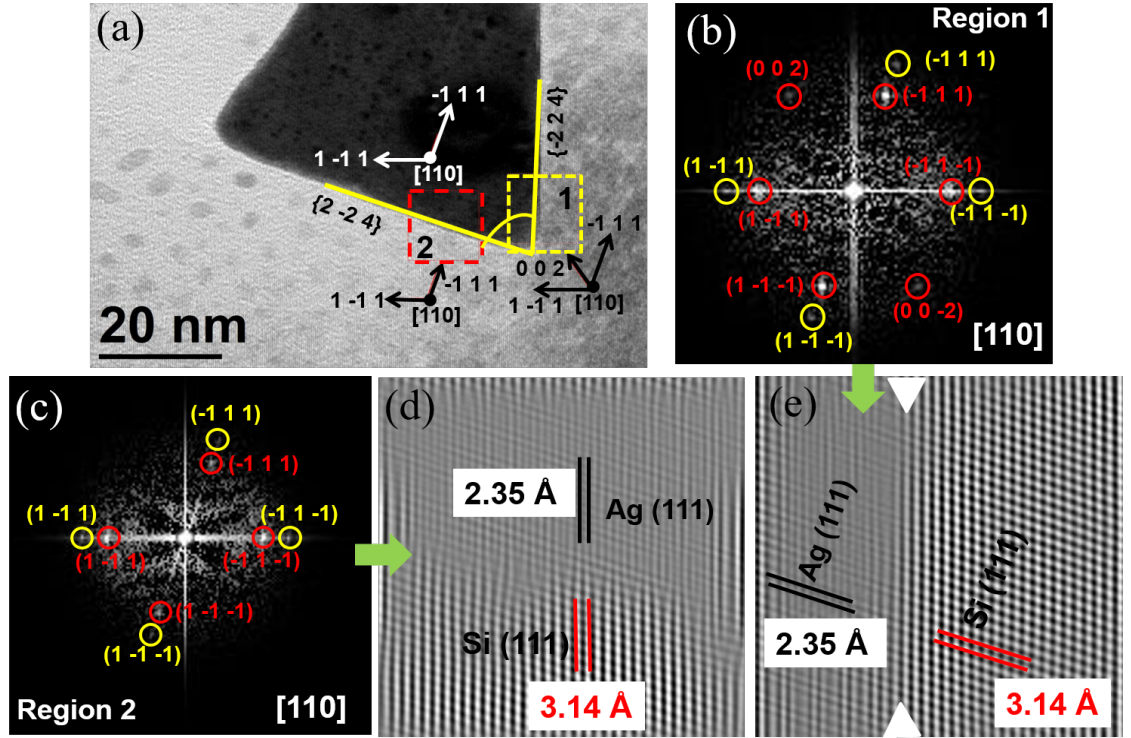 (a)
-1 1 1
1 -1 1
[110]
{-2 2 4}
{2 -2 4}
1
2
-1 1 1
0 0 2
1 -1 1
[110]
-1 1 1
1 -1 1
[110]
20 nm
(b)
Region 1
(0 0 2)
(-1 1 1)
(-1 1 1)
(1 -1 1)
(-1 1 -1)
(1 -1 1)
(-1 1 -1)
(1 -1 -1)
(0 0 -2)
(1 -1 -1)
[110]
(c)
(-1 1 1)
(-1 1 1)
(1 -1 1)
(-1 1 -1)
(1 -1 1)
(-1 1 -1)
(1 -1 -1)
(1 -1 -1)
Region 2
[110]
(d)
2.35 Å
Ag (111)
Si (111)
3.14 Å
(e)
Ag (111)
2.35 Å
Si (111)
3.14 Å